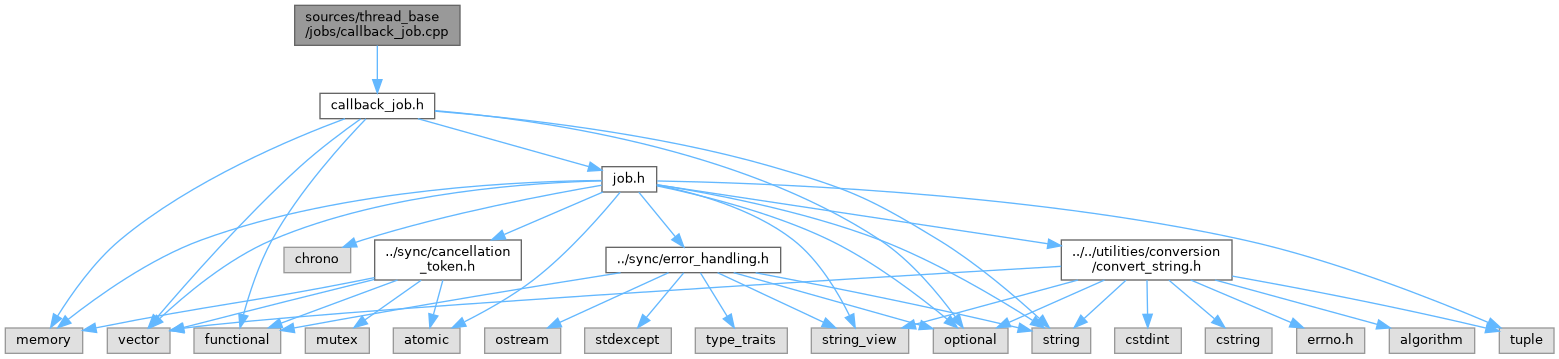 sources/thread_base
/jobs/callback_job.cpp
callback_job.h
job.h
chrono
../sync/cancellation
_token.h
../sync/error_handling.h
../../utilities/conversion
/convert_string.h
memory
vector
functional
mutex
atomic
ostream
stdexcept
type_traits
string_view
optional
string
cstdint
cstring
errno.h
algorithm
tuple